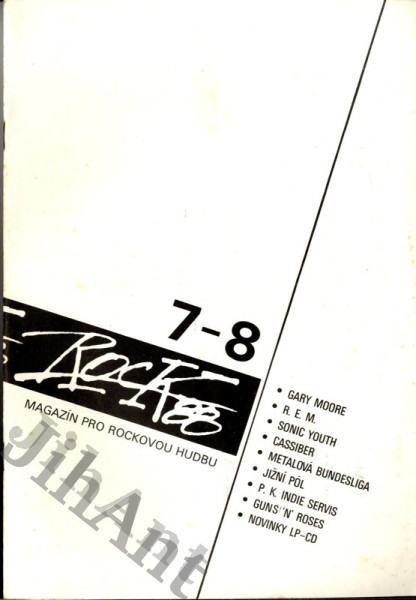 7-8
ROCK 88
MAGAZÍN PRO ROCKOVOU HUDBU
• GARY MOORE
• R. E. M.
• SONIC YOUTH
• CASSIBER
• METALOVÁ BUNDESLIGA
• JIŽNÍ PÓL
• P. K. INDIE SERVIS
• GUNS''N' ROSES
• NOVINKY LP-CD
JihAnt